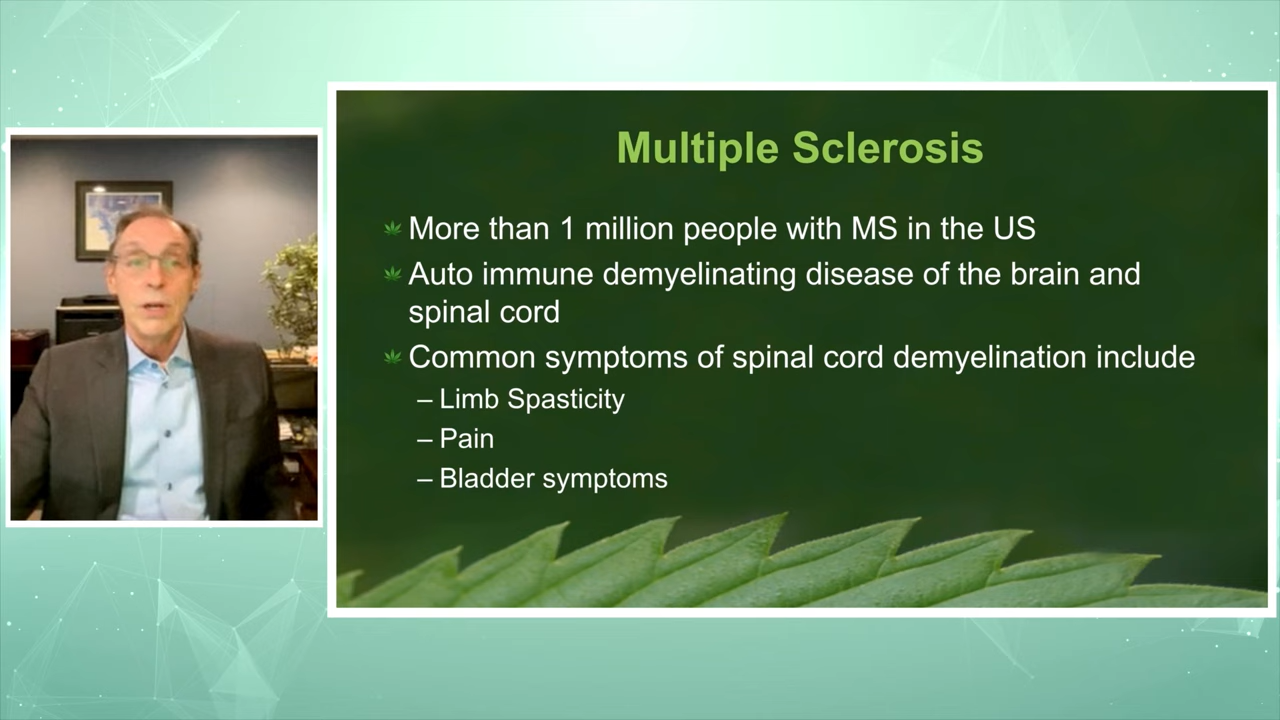 Multiple Sclerosis
More than 1 million people with MS in the US
Auto immune demyelinating disease of the brain and
spinal cord
Common symptoms of spinal cord demyelination include
– Limb Spasticity
– Pain
– Bladder symptoms